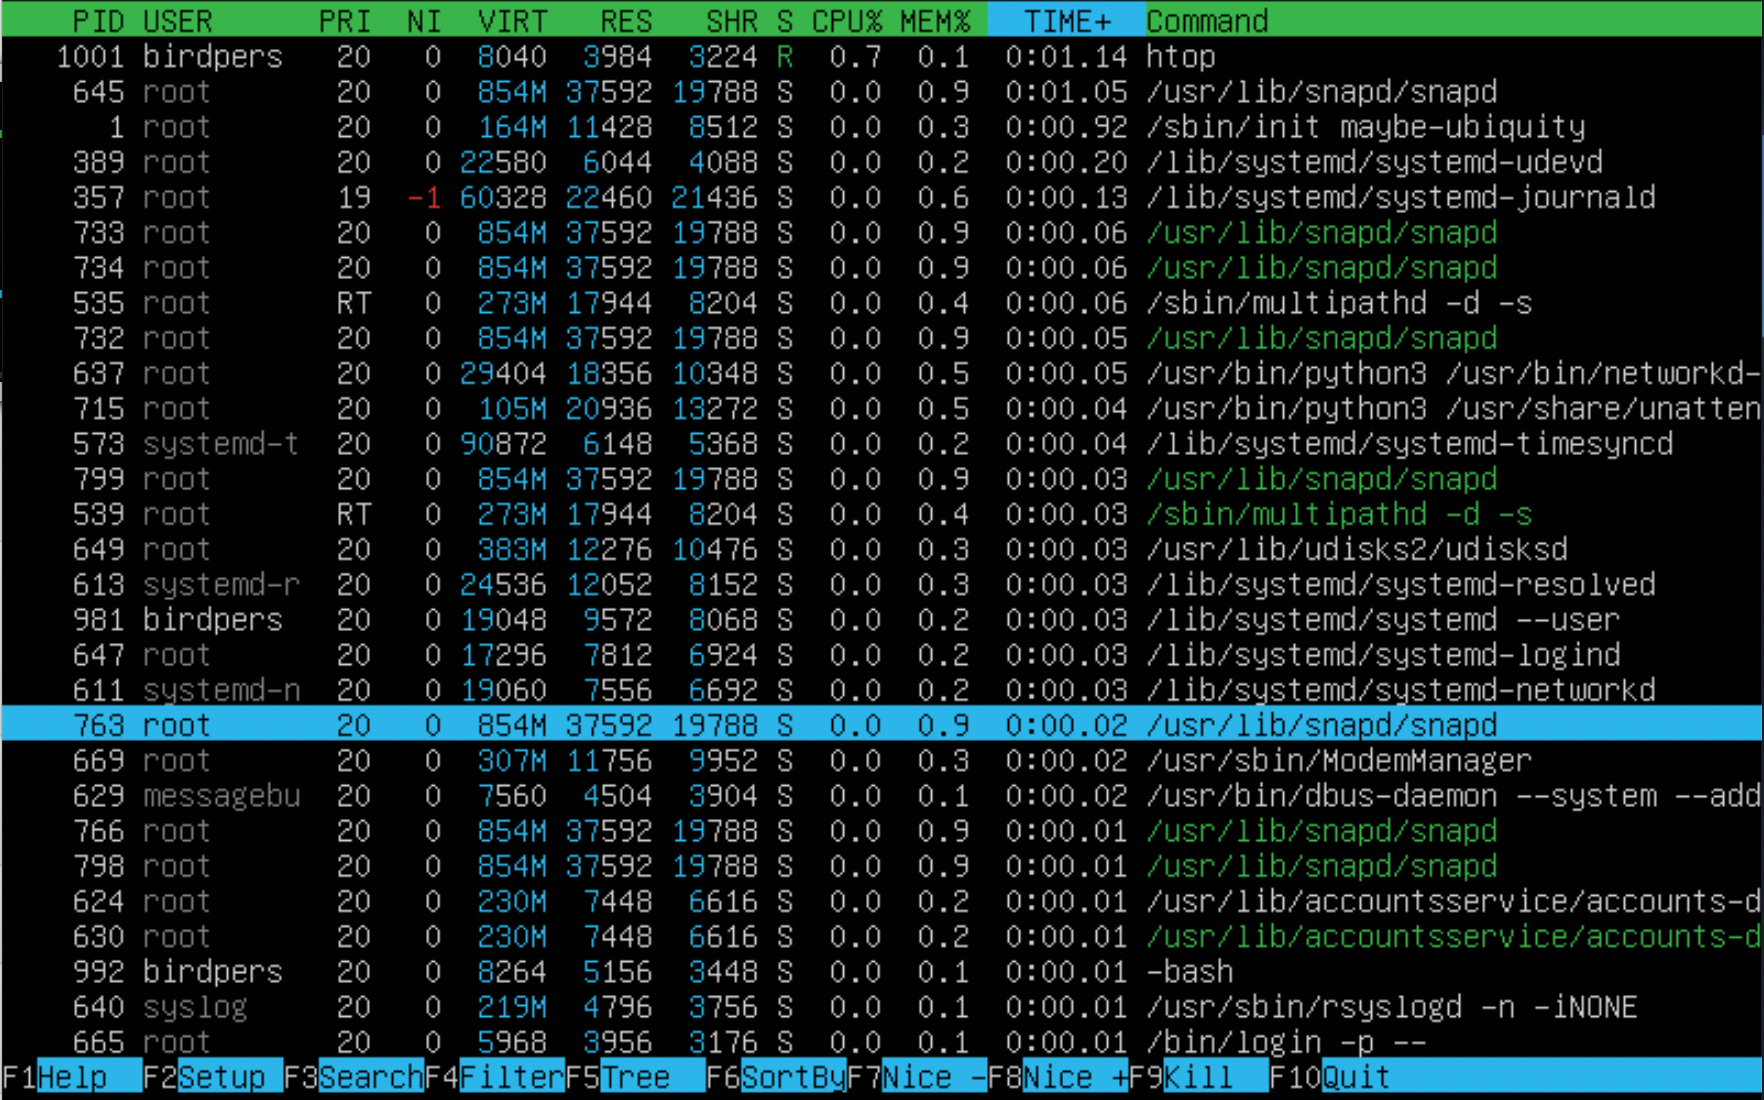 PID USER PRI NI VIRT RES SHR S CPU% MEM% TIME+ Command
1001 birdpers 20 0 8040 3984 3224 R 0.7 0.1 0:01.14 htop
645 root 20 0 854M 37592 19788 S 0.0 0.9 0:01.05 /usr/lib/snapd/snapd
1 root 20 0 164M 11428 8512 S 0.0 0.3 0:00.92 /sbin/init maybe-ubiquity
389 root 20 0 22580 6044 4088 S 0.0 0.2 0:00.20 /lib/systemd/systemd-udevd
357 root 19 -1 60328 22460 21436 S 0.0 0.6 0:00.13 /lib/systemd/systemd-journald
733 root 20 0 854M 37592 19788 S 0.0 0.9 0:00.06 /usr/lib/snapd/snapd
734 root 20 0 854M 37592 19788 S 0.0 0.9 0:00.06 /usr/lib/snapd/snapd
535 root RT 0 273M 17944 8204 S 0.0 0.4 0:00.06 /sbin/multipathd -d -s
732 root 20 0 854M 37592 19788 S 0.0 0.9 0:00.05 /usr/lib/snapd/snapd
637 root 20 0 29404 18356 10348 S 0.0 0.5 0:00.05 /usr/bin/python3 /usr/bin/networkd-
715 root 20 0 105M 20936 13272 S 0.0 0.5 0:00.04 /usr/bin/python3 /usr/share/unatten
573 systemd-t 20 0 90872 6148 5368 S 0.0 0.2 0:00.04 /lib/systemd/systemd-timesyncd
799 root 20 0 854M 37592 19788 S 0.0 0.9 0:00.03 /usr/lib/snapd/snapd
539 root RT 0 273M 17944 8204 S 0.0 0.4 0:00.03 /sbin/multipathd -d -s
649 root 20 0 383M 12276 10476 S 0.0 0.3 0:00.03 /usr/lib/udisks2/udisksd
613 systemd-r 20 0 24536 12052 8152 S 0.0 0.3 0:00.03 /lib/systemd/systemd-resolved
981 birdpers 20 0 19048 9572 8068 S 0.0 0.2 0:00.03 /lib/systemd/systemd --user
647 root 20 0 17296 7812 6924 S 0.0 0.2 0:00.03 /lib/systemd/systemd-logind
611 systemd-n 20 0 19060 7556 6692 S 0.0 0.2 0:00.03 /lib/systemd/systemd-networkd
763 root 20 0 854M 37592 19788 S 0.0 0.9 0:00.02 /usr/lib/snapd/snapd
669 root 20 0 307M 11756 9952 S 0.0 0.3 0:00.02 /usr/sbin/ModemManager
629 messagebu 20 0 7560 4504 3904 S 0.0 0.1 0:00.02 /usr/bin/dbus-daemon --system --add
766 root 20 0 854M 37592 19788 S 0.0 0.9 0:00.01 /usr/lib/snapd/snapd
798 root 20 0 854M 37592 19788 S 0.0 0.9 0:00.01 /usr/lib/snapd/snapd
624 root 20 0 230M 7448 6616 S 0.0 0.2 0:00.01 /usr/lib/accountsservice/accounts-d
630 root 20 0 230M 7448 6616 S 0.0 0.2 0:00.01 /usr/lib/accountsservice/accounts-d
992 birdpers 20 0 8264 5156 3448 S 0.0 0.1 0:00.01 -bash
640 syslog 20 0 219M 4796 3756 S 0.0 0.1 0:00.01 /usr/sbin/rsyslogd -n -iNONE
665 root 20 0 5968 3956 3176 S 0.0 0.1 0:00.01 /bin/login -p --
F1Help F2Setup F3SearchF4FilterF5Tree F6SortByF7Nice -F8Nice +F9Kill F10Quit